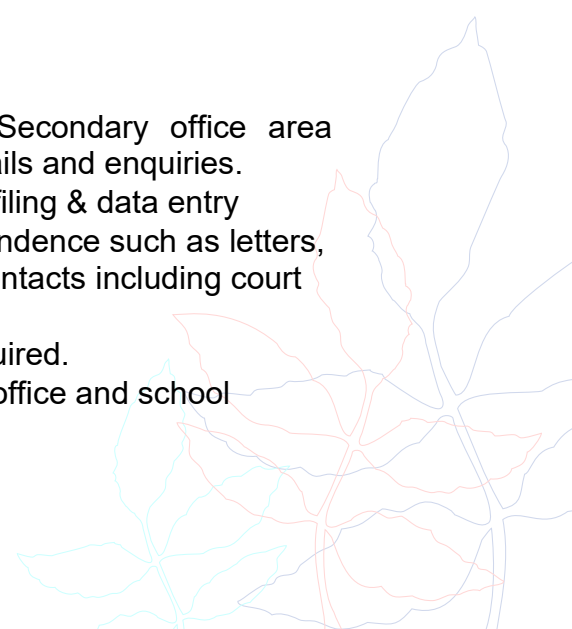 Secondary office area
ils and enquiries.
filing & data entry
ndence such as letters,
ntacts including court
uired.
office and school